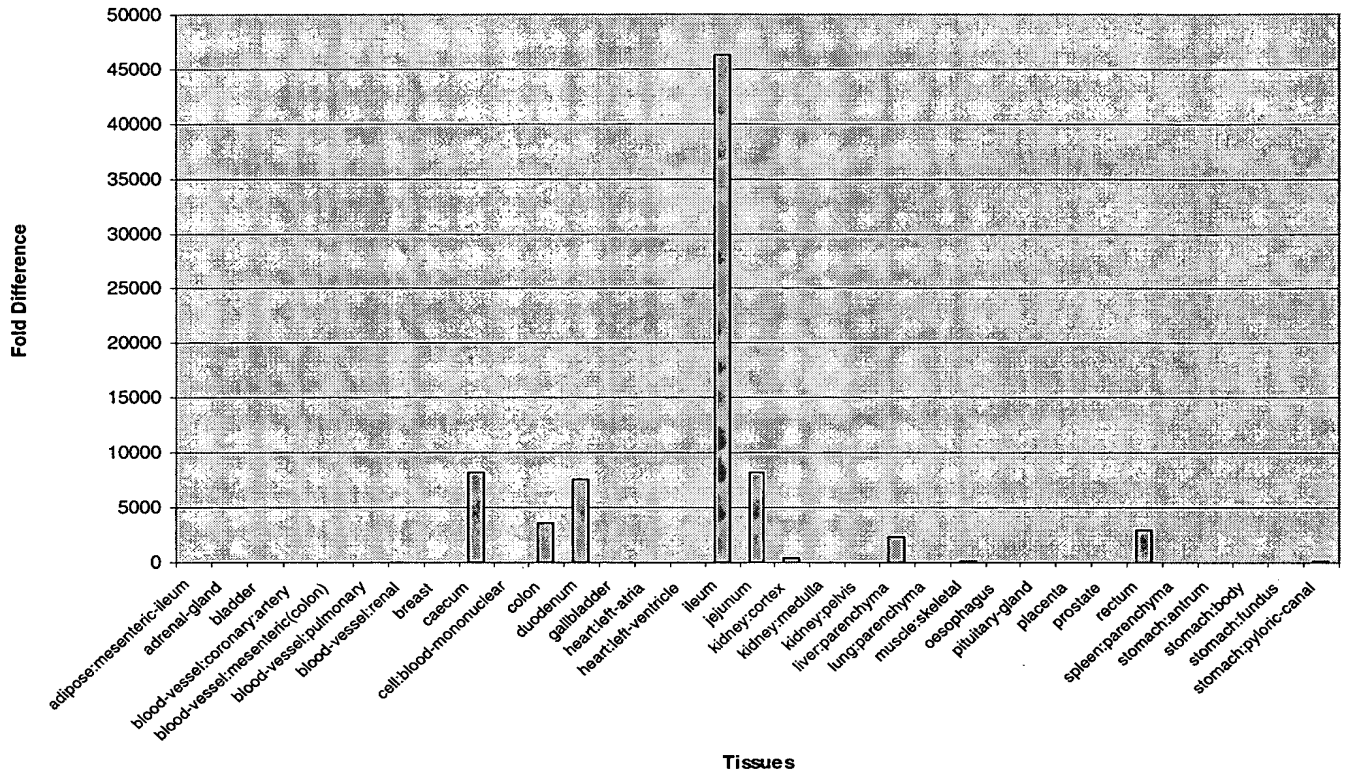 50000
45000
40000
35000
30000
25000
20000
15000
10000
5000
0
Fold Difference
adipose:mesenteric-ileum
adrenal-gland
bladder
blood-vessel:coronary:artery
blood-vessel:mesenteric(colon)
blood-vessel:pulmonary
blood-vessel:renal
breast
caecum
cell:blood-mononuclear
colon
duodenum
gallbladder
heart:left-atria
heart:left-ventricle
ileum
jejunum
kidney:cortex
kidney:medulla
kidney:pelvis
liver:parenchyma
lung:parenchyma
muscle:skeletal
oesophagus
pituitary-gland
placenta
prostate
rectum
spleen:parenchyma
stomach:antrum
stomach:body
stomach:fundus
stomach:pyloric-canal
Tissues